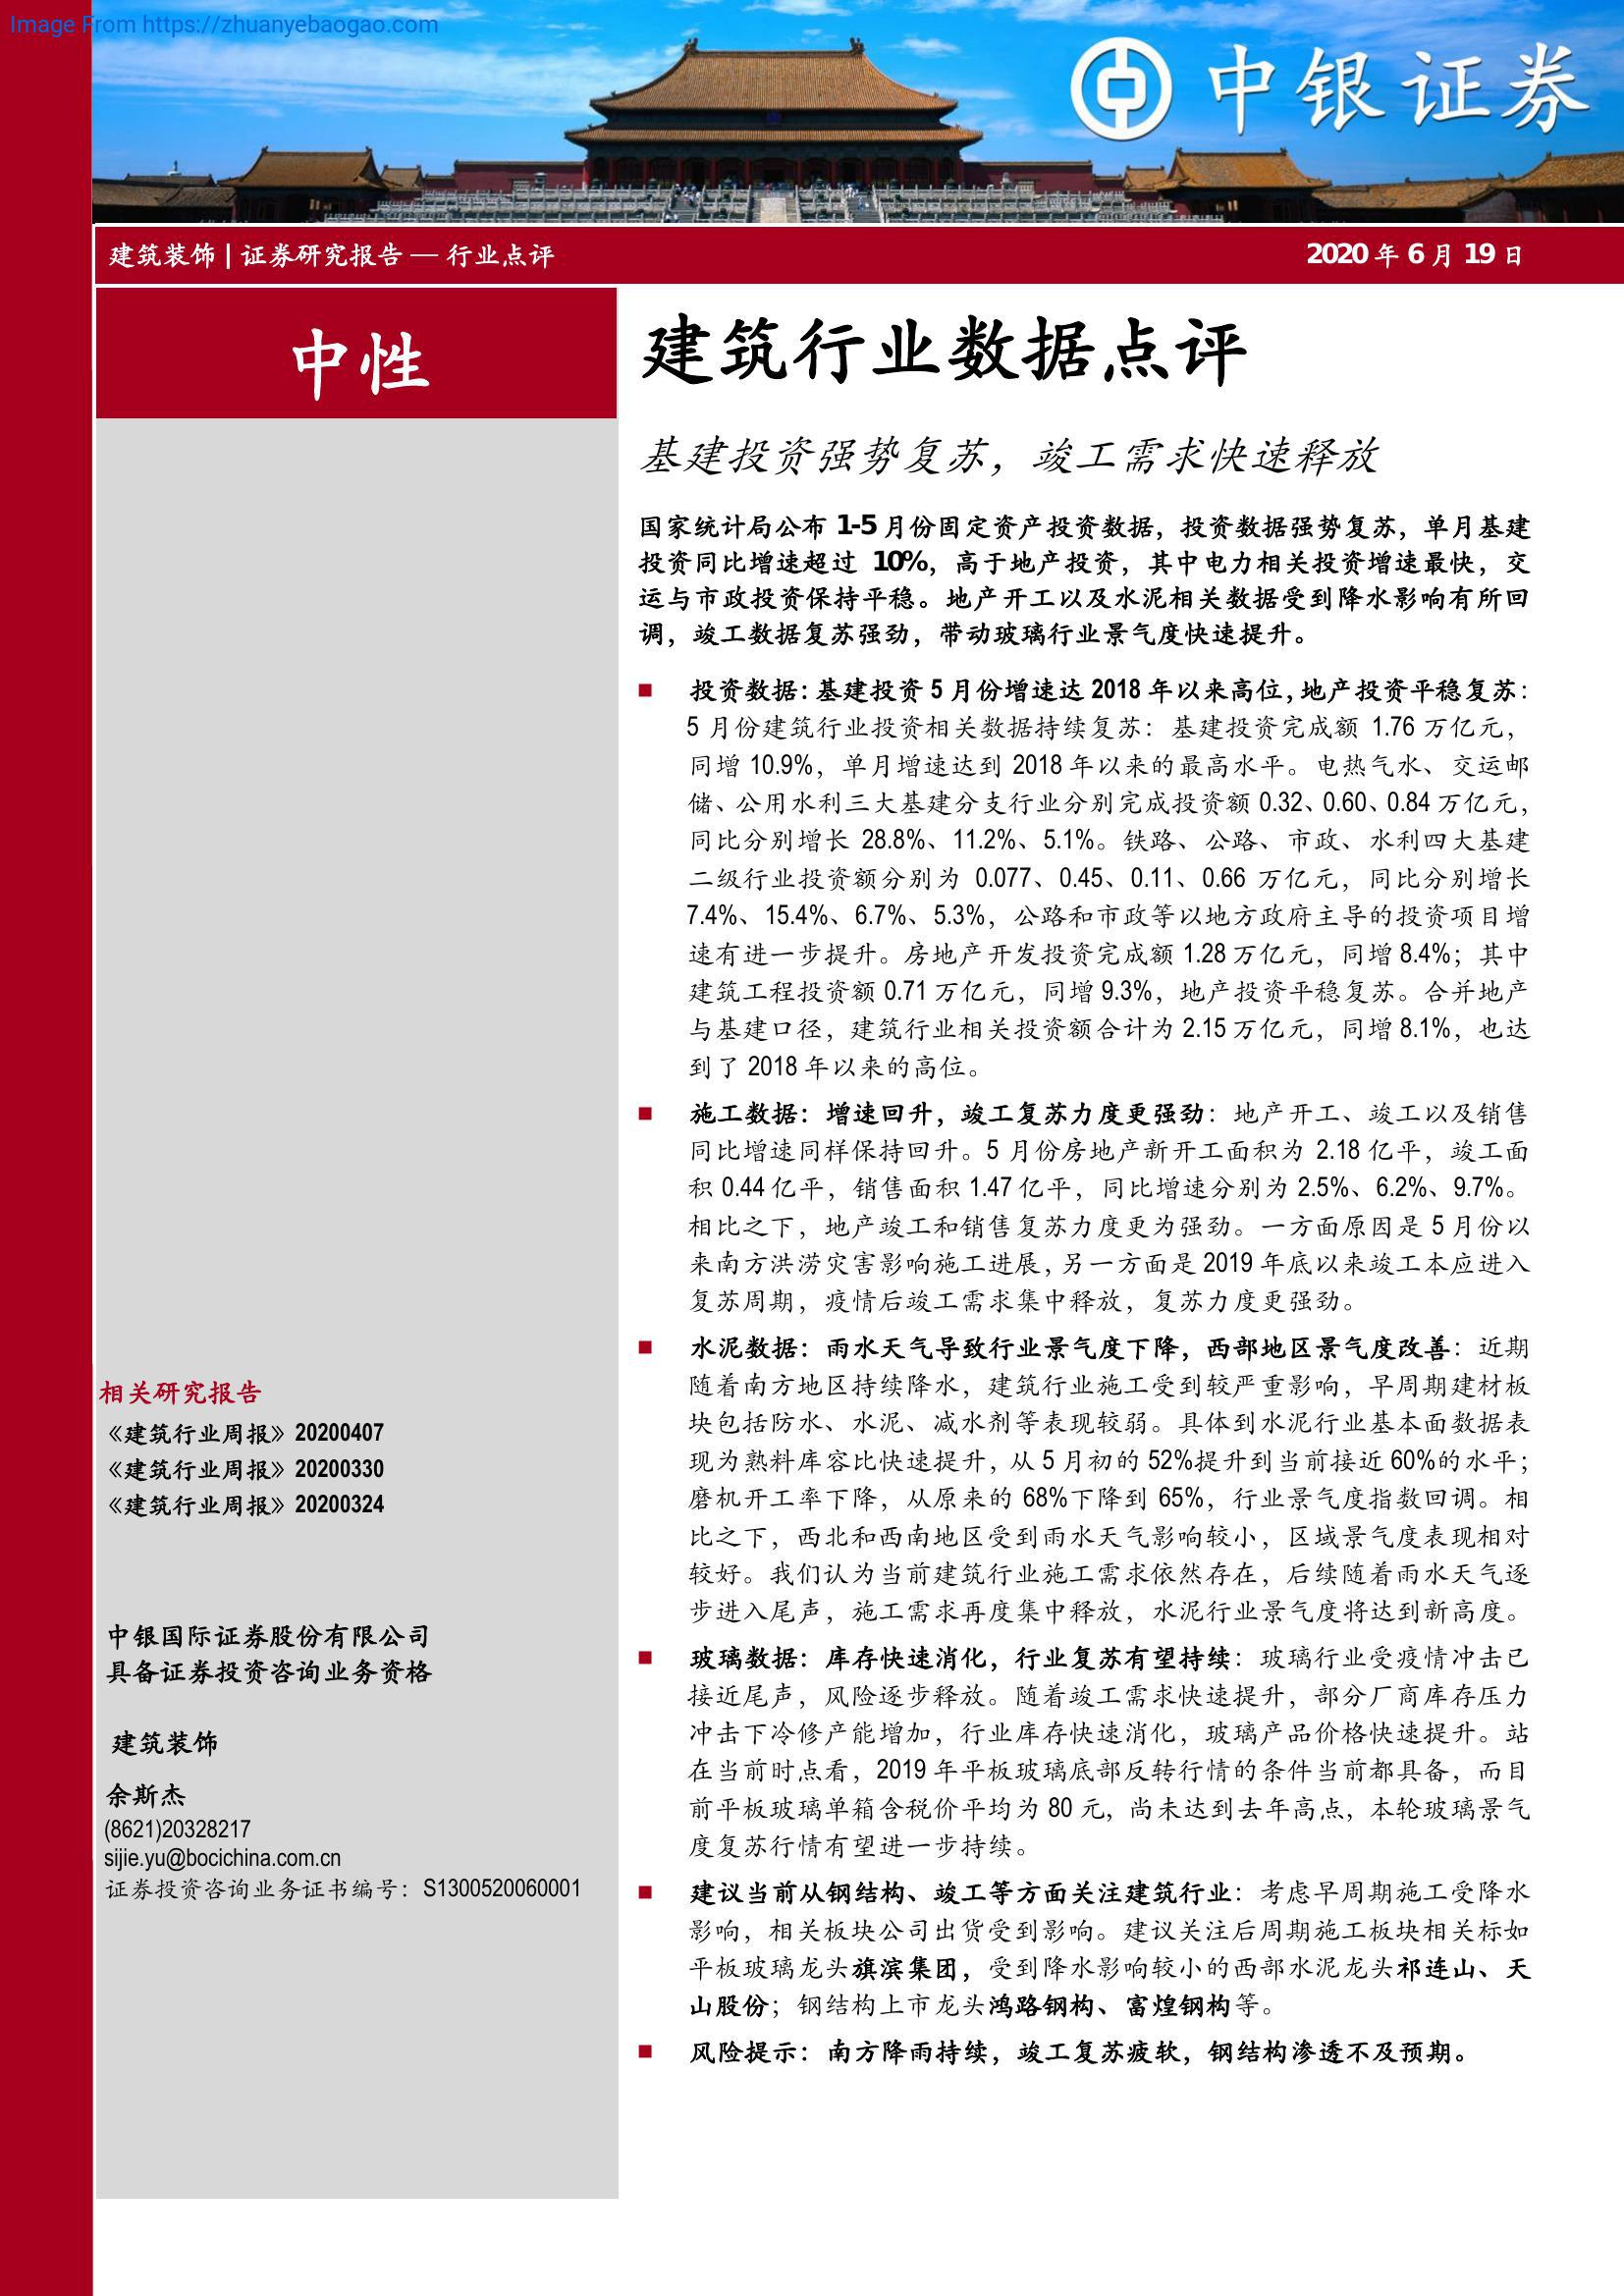 Image From https://zhuanyebaogao.com
中银证券
建筑装饰 | 证券研究报告 — 行业点评
2020 年 6 月 19 日
中性
建筑行业数据点评
基建投资强势复苏，竣工需求快速释放
国家统计局公布 1-5 月份固定资产投资数据，投资数据强势复苏，单月基建
投资同比增速超过 10%，高于地产投资，其中电力相关投资增速最快，交
运与市政投资保持平稳。地产开工以及水泥相关数据受到降水影响有所回
调，竣工数据复苏强劲，带动玻璃行业景气度快速提升。
■ 投资数据：基建投资 5 月份增速达 2018 年以来高位，地产投资平稳复苏：
5 月份建筑行业投资相关数据持续复苏：基建投资完成额 1.76 万亿元，
同增 10.9%，单月增速达到 2018 年以来的最高水平。电热气水、交运邮
储、公用水利三大基建分支行业分别完成投资额 0.32、0.60、0.84 万亿元，
同比分别增长 28.8%、11.2%、5.1%。铁路、公路、市政、水利四大基建
二级行业投资额分别为 0.077、0.45、0.11、0.66 万亿元，同比分别增长
7.4%、15.4%、6.7%、5.3%，公路和市政等以地方政府主导的投资项目增
速有进一步提升。房地产开发投资完成额 1.28 万亿元，同增 8.4%；其中
建筑工程投资额 0.71 万亿元，同增 9.3%，地产投资平稳复苏。合并地产
与基建口径，建筑行业相关投资额合计为 2.15 万亿元，同增 8.1%，也达
到了 2018 年以来的高位。
■ 施工数据：增速回升，竣工复苏力度更强劲：地产开工、竣工以及销售
同比增速同样保持回升。5 月份房地产新开工面积为 2.18 亿平，竣工面
积 0.44 亿平，销售面积 1.47 亿平，同比增速分别为 2.5%、6.2%、9.7%。
相比之下，地产竣工和销售复苏力度更为强劲。一方面原因是 5 月份以
来南方洪涝灾害影响施工进展，另一方面是 2019 年底以来竣工本应进入
复苏周期，疫情后竣工需求集中释放，复苏力度更强劲。
■ 水泥数据：雨水天气导致行业景气度下降，西部地区景气度改善：近期
随着南方地区持续降水，建筑行业施工受到较严重影响，早周期建材板
块包括防水、水泥、减水剂等表现较弱。具体到水泥行业基本面数据表
现为熟料库容比快速提升，从 5 月初的 52%提升到当前接近 60%的水平；
磨机开工率下降，从原来的 68%下降到 65%，行业景气度指数回调。相
比之下，西北和西南地区受到雨水天气影响较小，区域景气度表现相对
较好。我们认为当前建筑行业施工需求依然存在，后续随着雨水天气逐
步进入尾声，施工需求再度集中释放，水泥行业景气度将达到新高度。
■ 玻璃数据：库存快速消化，行业复苏有望持续：玻璃行业受疫情冲击已
接近尾声，风险逐步释放。随着竣工需求快速提升，部分厂商库存压力
冲击下冷修产能增加，行业库存快速消化，玻璃产品价格快速提升。站
在当前时点看，2019 年平板玻璃底部反转行情的条件当前都具备，而目
前平板玻璃单箱含税价平均为 80 元，尚未达到去年高点，本轮玻璃景气
度复苏行情有望进一步持续。
■ 建议当前从钢结构、竣工等方面关注建筑行业：考虑早周期施工受降水
影响，相关板块公司出货受到影响。建议关注后周期施工板块相关标如
平板玻璃龙头旗滨集团，受到降水影响较小的西部水泥龙头祁连山、天
山股份；钢结构上市龙头鸿路钢构、富煌钢构等。
■ 风险提示：南方降雨持续，竣工复苏疲软，钢结构渗透不及预期。
相关研究报告
《建筑行业周报》20200407
《建筑行业周报》20200330
《建筑行业周报》20200324
中银国际证券股份有限公司
具备证券投资咨询业务资格
建筑装饰
余斯杰
(8621)20328217
sijie.yu@bocichina.com.cn
证券投资咨询业务证书编号：S1300520060001